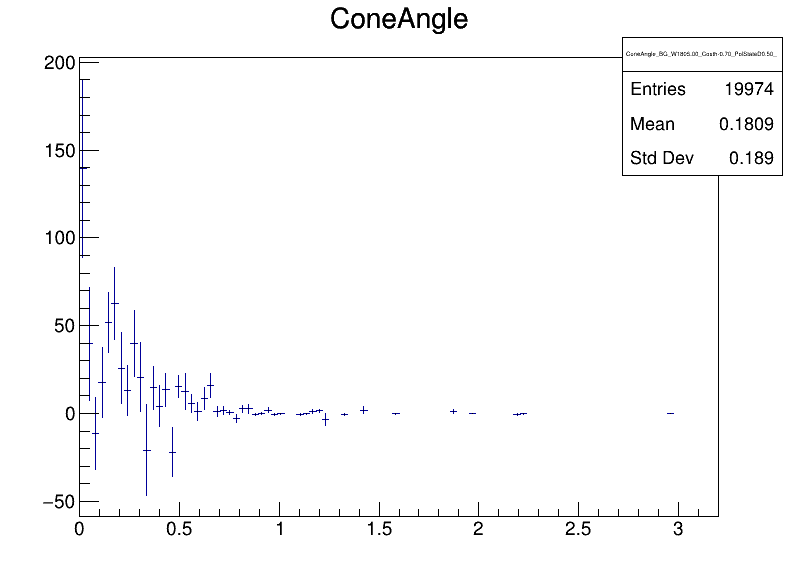 ConeAngle
ConeAngle_BG_W1805.00_Costh-0.70_PolStateD0.50_
Entries 19974
Mean 0.1809
Std Dev 0.189
200
150
100
50
0
−50
0 0.5 1 1.5 2 2.5 3